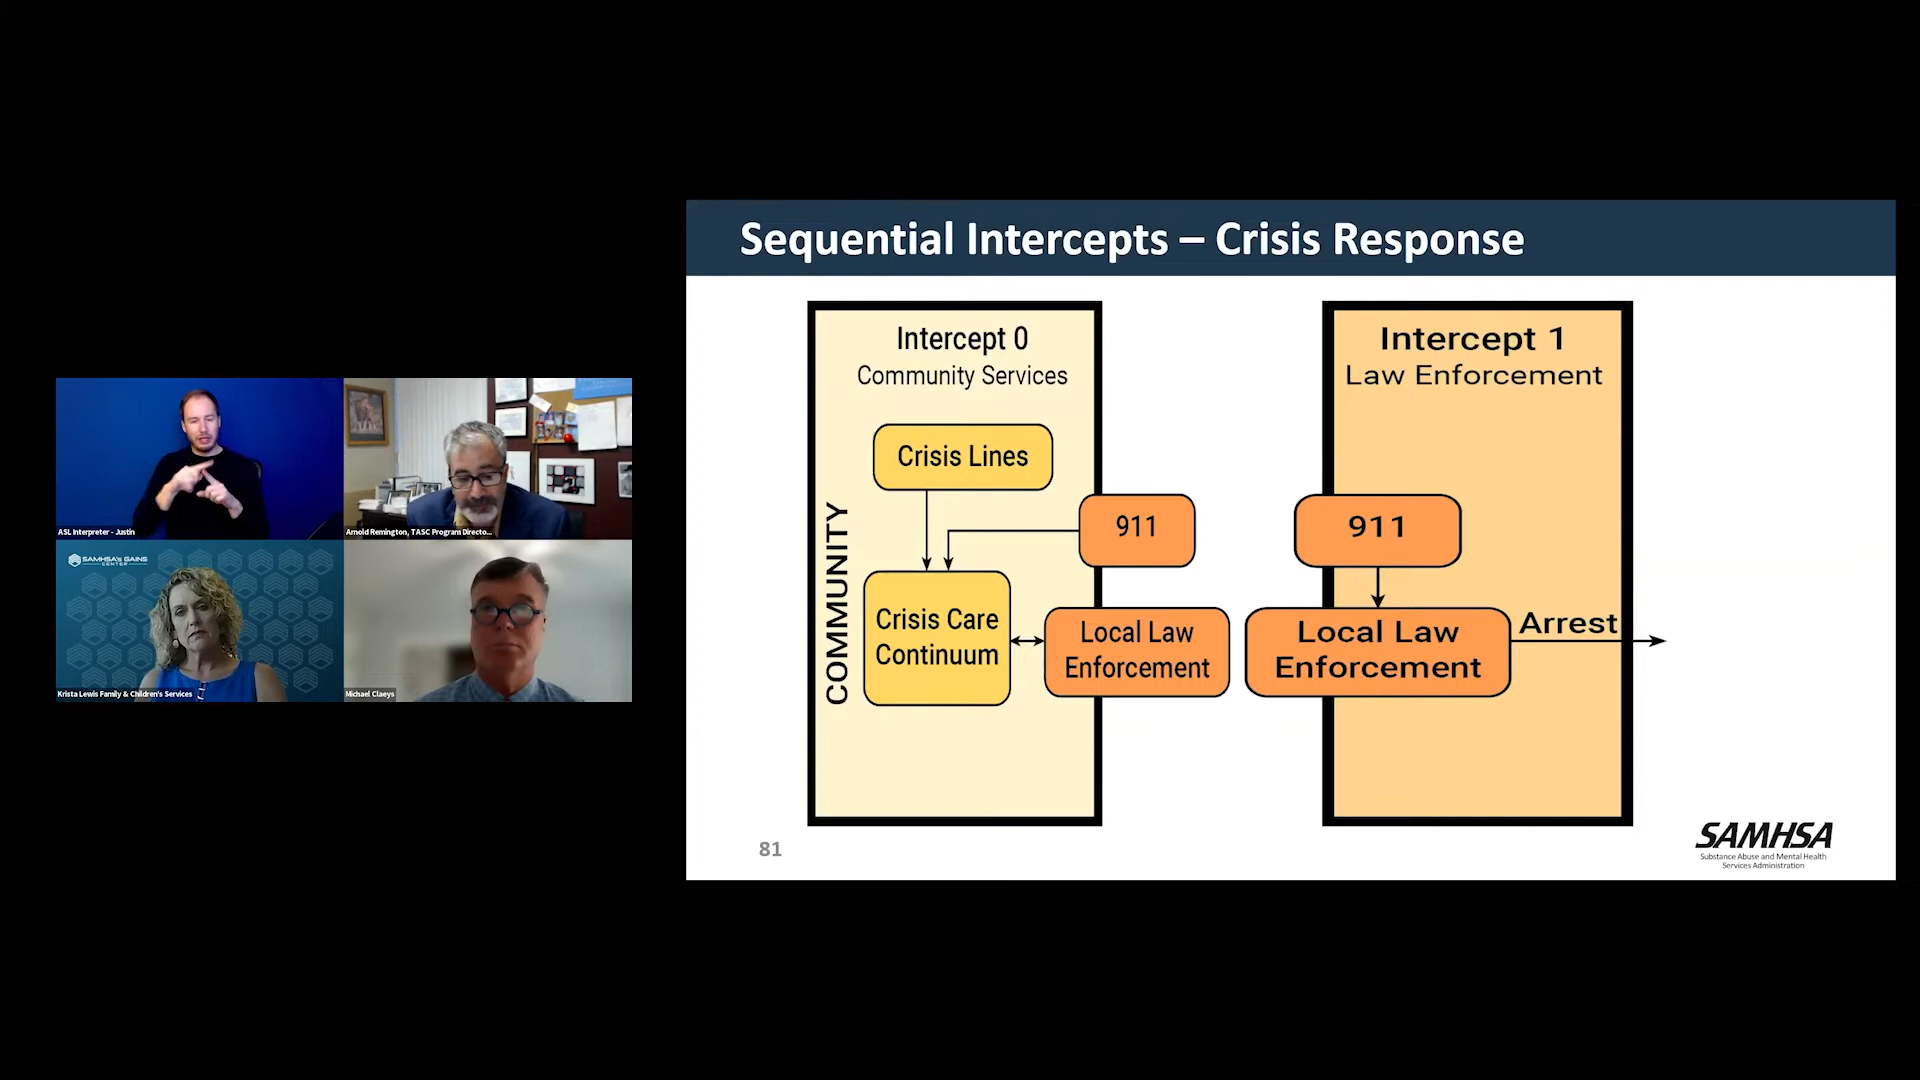 ASL Interpreter - Justin
Arnold Remington, TASC Program Directo...
SAMHSA's GAINS
CENTER
Krista Lewis Family & Children's Services
Michael Claeys
Sequential Intercepts – Crisis Response
Intercept 0
Community Services
COMMUNITY
Crisis Lines
911
Crisis Care
Continuum
Local Law
Enforcement
Intercept 1
Law Enforcement
911
Local Law
Enforcement
Arrest
81
SAMHSA
Substance Abuse and Mental Health
Services Administration